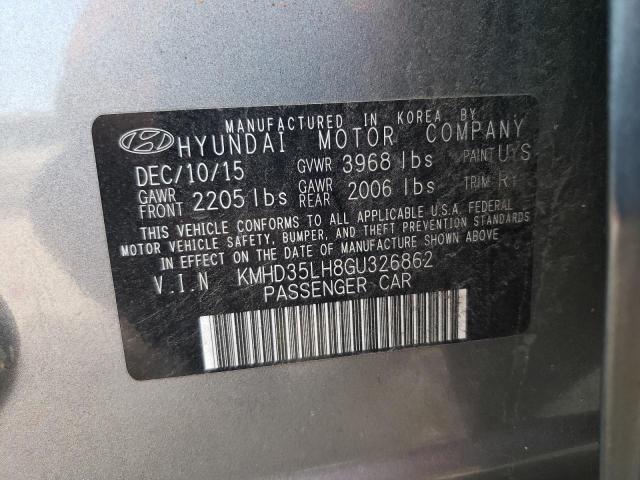 MANUFACTURED IN KOREA BY
HYUNDAI MOTOR COMPANY
DEC/10/15 GVWR 3968 lbs PAINT UYS
GAWR FRONT 2205 lbs GAWR REAR 2006 lbs TRIM
THIS VEHICLE CONFORMS TO ALL APPLICABLE U.S.A. FEDERAL
MOTOR VEHICLE SAFETY, BUMPER, AND THEFT PREVENTION STANDARDS
IN EFFECT ON THE DATE OF MANUFACTURE SHOWN ABOVE.
V.I.N KMHD35LH8GU326862
PASSENGER CAR